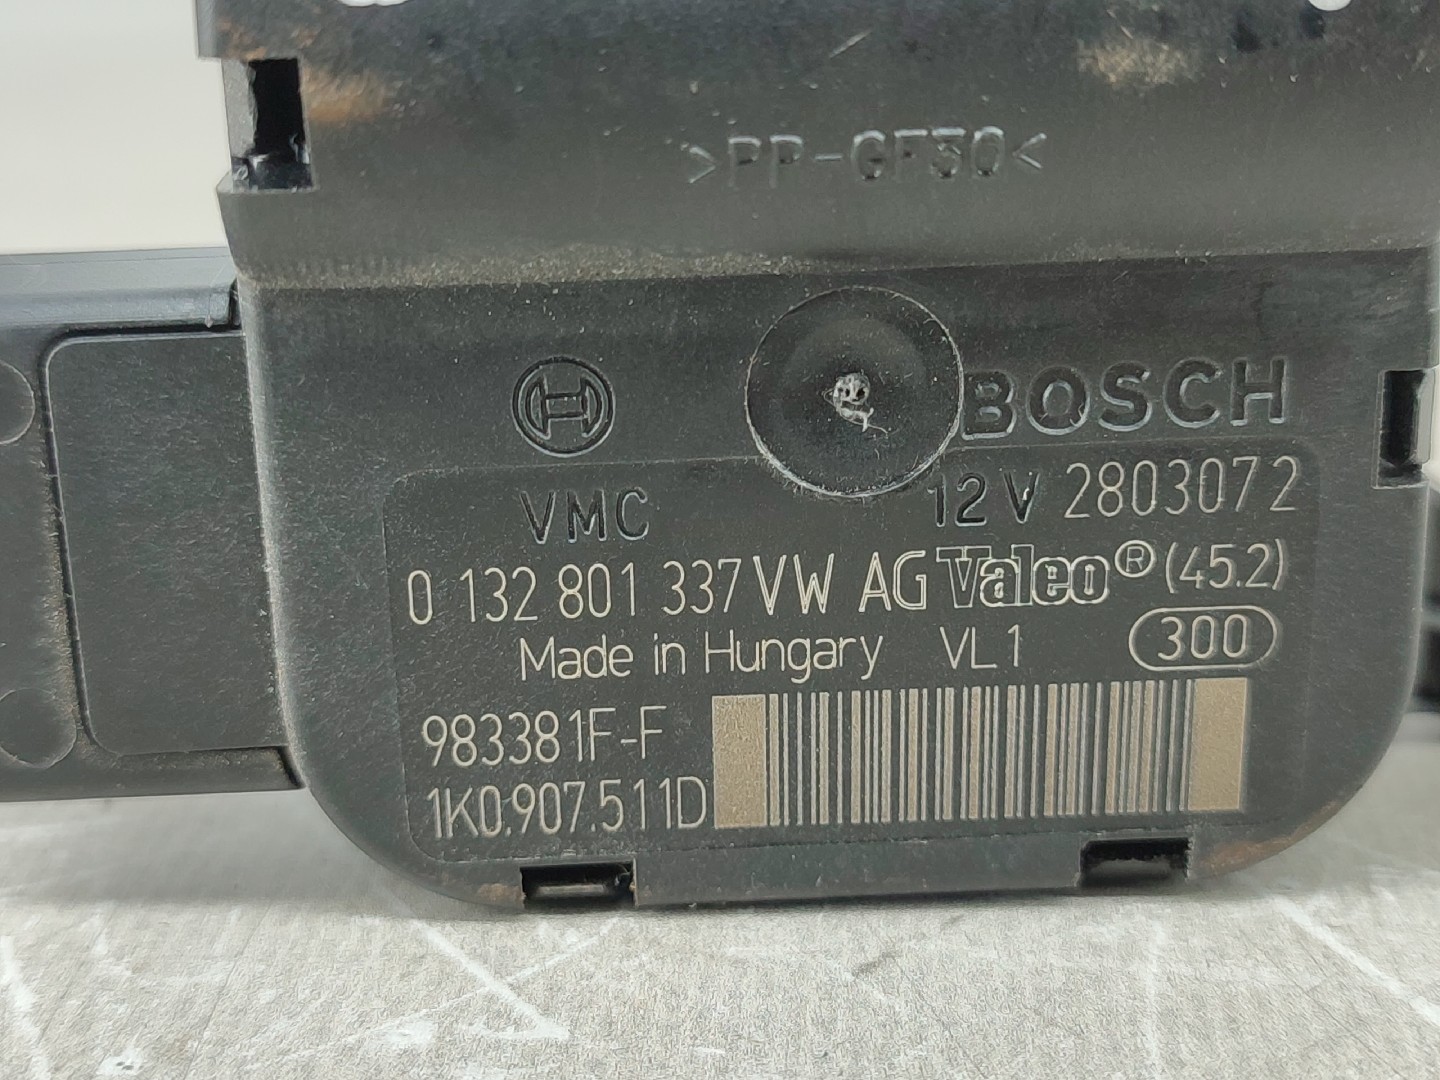 >PP-GF30<
BOSCH
VMC 12V 2803072
0 132 801 337 VW AG Valeo® (45.2)
Made in Hungary VL1 300
983381F-F
1K0.907.511D